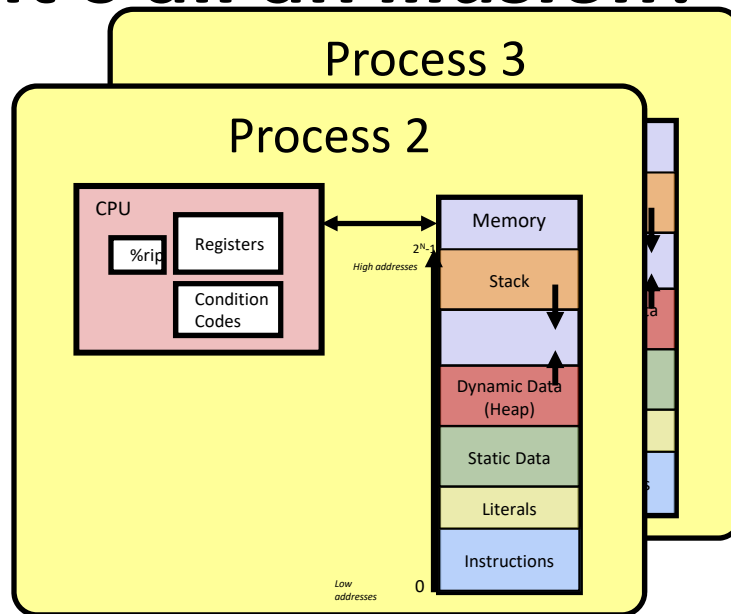 Process 3
Process 2
CPU
%rip
Registers
Condition
Codes
Memory
2ᴺ-1
High addresses
Stack
Dynamic Data
(Heap)
Static Data
Literals
Instructions
Low
addresses
0